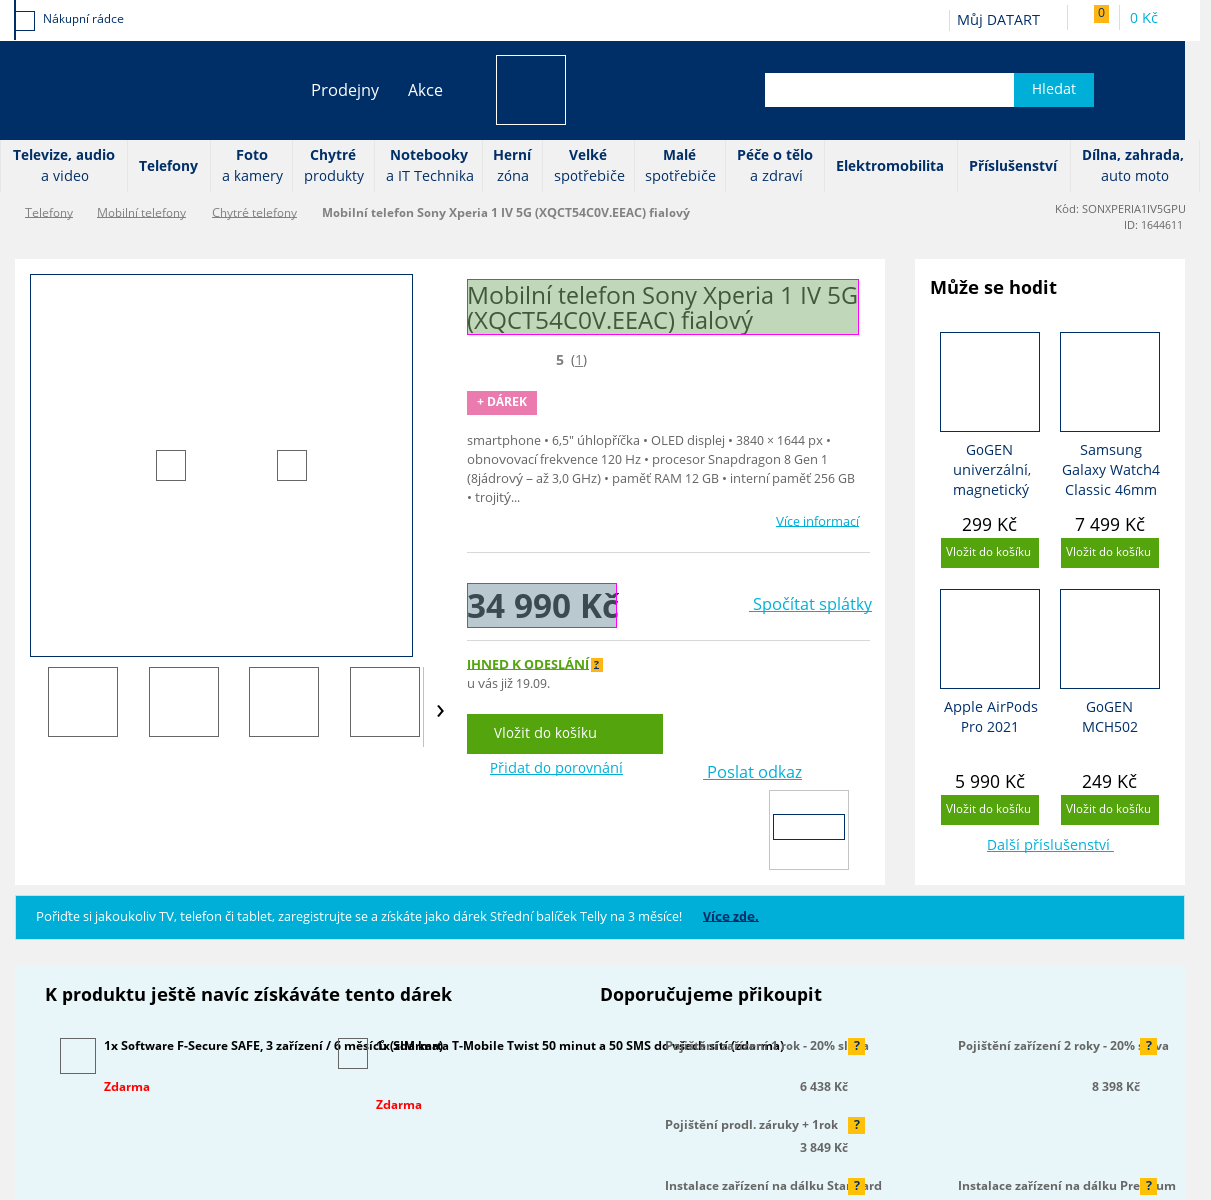 Nákupní rádce
Můj DATART
0
0 Kč
Prodejny
Akce
Hledat
Televize, audio
a video
Telefony
Foto
a kamery
Chytré
produkty
Notebooky
a IT Technika
Herní
zóna
Velké
spotřebiče
Malé
spotřebiče
Péče o tělo
a zdraví
Elektromobilita
Příslušenství
Dílna, zahrada,
auto moto
Telefony
Mobilní telefony
Chytré telefony
Mobilní telefon Sony Xperia 1 IV 5G (XQCT54C0V.EEAC) fialový
Kód: SONXPERIA1IV5GPU
ID: 1644611
Mobilní telefon Sony Xperia 1 IV 5G
(XQCT54C0V.EEAC) fialový
5 (1)
+ DÁREK
smartphone • 6,5" úhlopříčka • OLED displej • 3840 × 1644 px •
obnovovací frekvence 120 Hz • procesor Snapdragon 8 Gen 1
(8jádrový – až 3,0 GHz) • paměť RAM 12 GB • interní paměť 256 GB
• trojitý...
Více informací
34 990 Kč
Spočítat splátky
IHNED K ODESLÁNÍ ?
u vás již 19.09.
Vložit do košíku
Přidat do porovnání
Poslat odkaz
Může se hodit
GoGEN
univerzální,
magnetický
299 Kč
Vložit do košíku
Samsung
Galaxy Watch4
Classic 46mm
7 499 Kč
Vložit do košíku
Apple AirPods
Pro 2021
5 990 Kč
Vložit do košíku
GoGEN
MCH502
249 Kč
Vložit do košíku
Další příslušenství
Pořiďte si jakoukoliv TV, telefon či tablet, zaregistrujte se a získáte jako dárek Střední balíček Telly na 3 měsíce! Více zde.
K produktu ještě navíc získáváte tento dárek
1x Software F-Secure SAFE, 3 zařízení / 6 měsíců (zdarma)
Zdarma
1x SIM karta T-Mobile Twist 50 minut a 50 SMS do všech sítí (zdarma)
Zdarma
Doporučujeme přikoupit
Pojištění zařízení 1 rok - 20% sleva
?
6 438 Kč
Pojištění zařízení 2 roky - 20% sleva
?
8 398 Kč
Pojištění prodl. záruky + 1rok
?
3 849 Kč
Instalace zařízení na dálku Standard
?
Instalace zařízení na dálku Premium
?